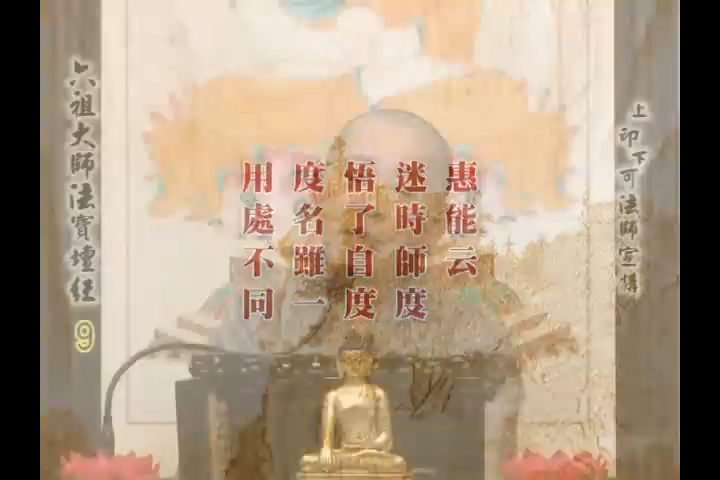 上印下可法師宣講
惠能云
迷時師度
悟了自度
度名雖一
用處不同
六祖大師法寶壇經
9